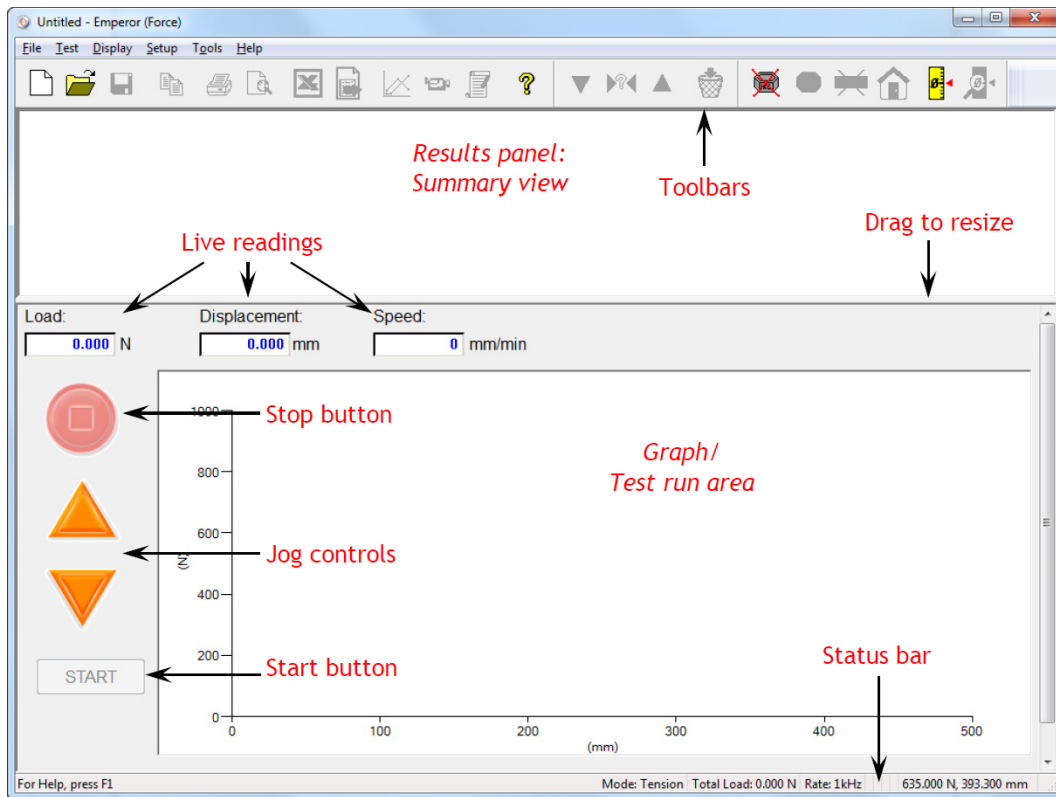 Untitled - Emperor (Force)
File Test Display Setup Tools Help
Results panel:
Summary view
Toolbars
Drag to resize
Live readings
Load: Displacement: Speed:
0.000 N 0.000 mm 0 mm/min
Stop button
Graph/
Test run area
Jog controls
Start button
START
Status bar
1000
800
600
400
200
0
(N)
0 100 200 300 400 500
(mm)
For Help, press F1 Mode: Tension Total Load: 0.000 N Rate: 1kHz 635.000 N, 393.300 mm